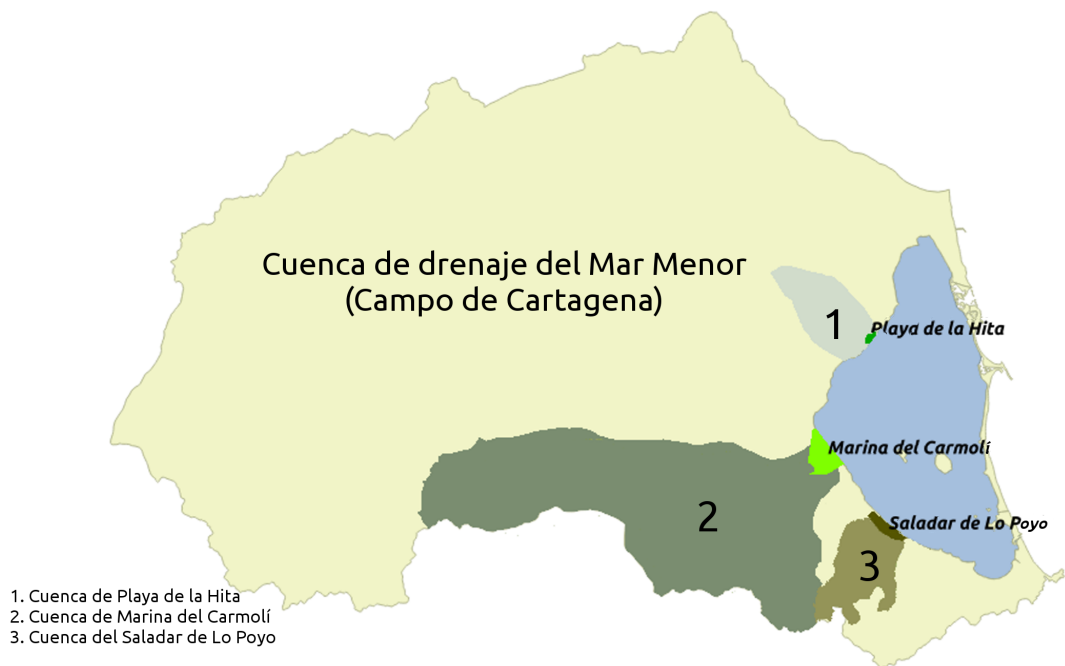 Cuenca de drenaje del Mar Menor
(Campo de Cartagena)
1
Playa de la Hita
Marina del Carmolí
2
Saladar de Lo Poyo
3
1. Cuenca de Playa de la Hita
2. Cuenca de Marina del Carmolí
3. Cuenca del Saladar de Lo Poyo